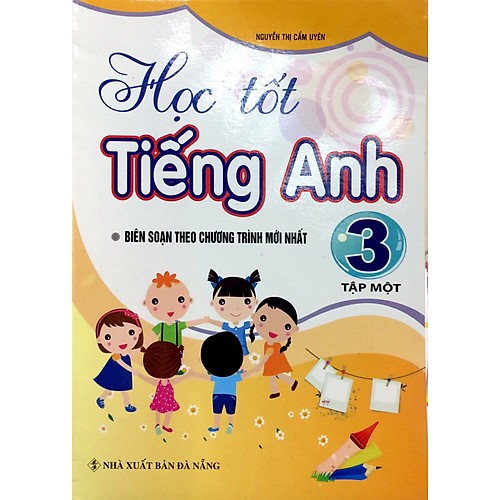 NGUYỄN THỊ CẨM UYÊN
Học tốt
Tiếng Anh
BIÊN SOẠN THEO CHƯƠNG TRÌNH MỚI NHẤT
3
TẬP MỘT
NHÀ XUẤT BẢN ĐÀ NẴNG